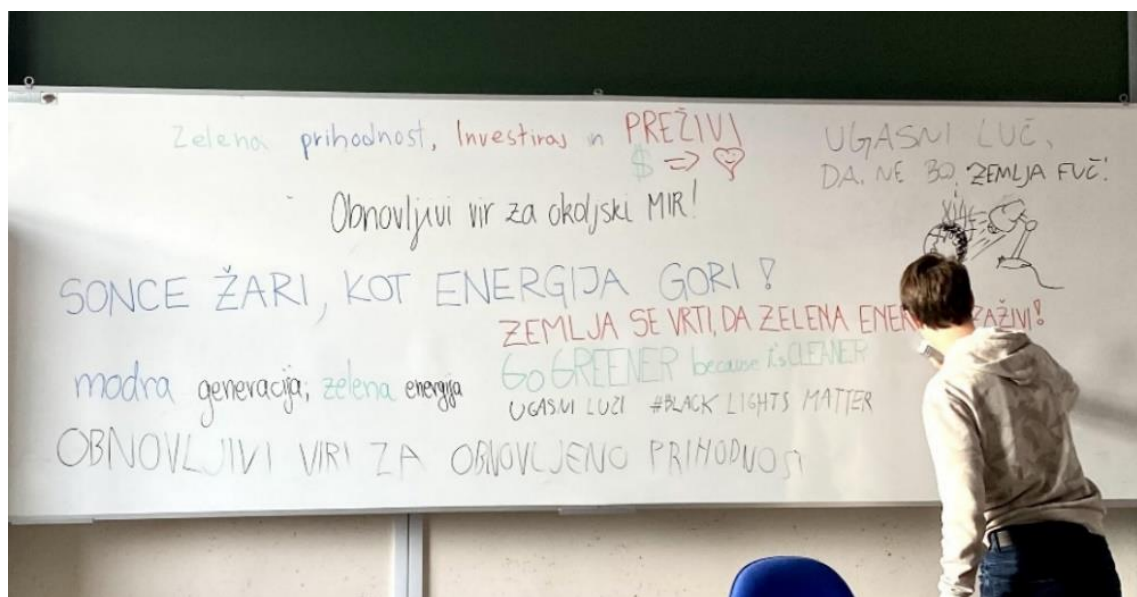 Zelena prihodnost, Investiraj in PREŽIVI
$ ⇒
UGASNI LUČ,
DA NE BO ZEMLJA FUČ!
Obnovljivi vir za okoljski MIR!
SONCE ŽARI, KOT ENERGIJA GORI!
ZEMLJA SE VRTI, DA ZELENA ZAŽIVI!
modra generacija, zelena energija
GO GREENER because it's CLEANER
UGASNI LUČI #BLACK LIGHTS MATTER
OBNOVLJIVI VIRI ZA OBNOVLJENO PRIHODNOST